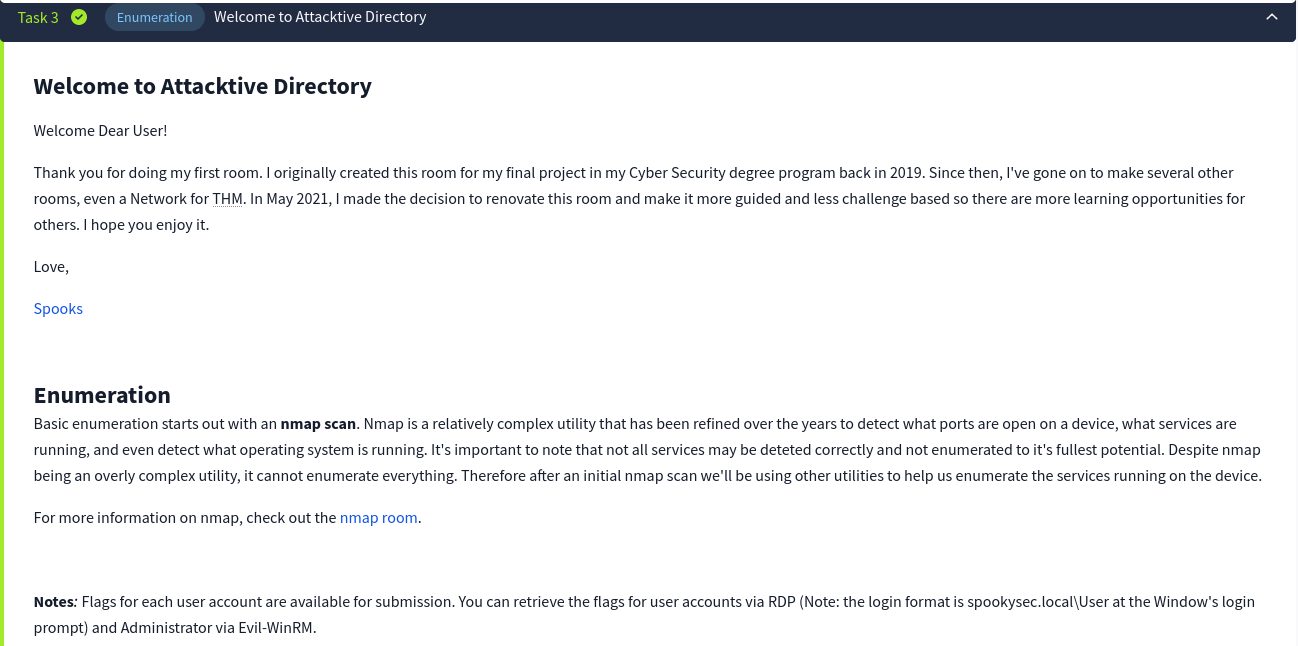 Task 3 Enumeration Welcome to Attacktive Directory
Welcome to Attacktive Directory
Welcome Dear User!
Thank you for doing my first room. I originally created this room for my final project in my Cyber Security degree program back in 2019. Since then, I've gone on to make several other
rooms, even a Network for THM. In May 2021, I made the decision to renovate this room and make it more guided and less challenge based so there are more learning opportunities for
others. I hope you enjoy it.
Love,
Spooks
Enumeration
Basic enumeration starts out with an nmap scan. Nmap is a relatively complex utility that has been refined over the years to detect what ports are open on a device, what services are
running, and even detect what operating system is running. It's important to note that not all services may be deteted correctly and not enumerated to it's fullest potential. Despite nmap
being an overly complex utility, it cannot enumerate everything. Therefore after an initial nmap scan we'll be using other utilities to help us enumerate the services running on the device.
For more information on nmap, check out the nmap room.
Notes: Flags for each user account are available for submission. You can retrieve the flags for user accounts via RDP (Note: the login format is spookysec.local\User at the Window's login
prompt) and Administrator via Evil-WinRM.